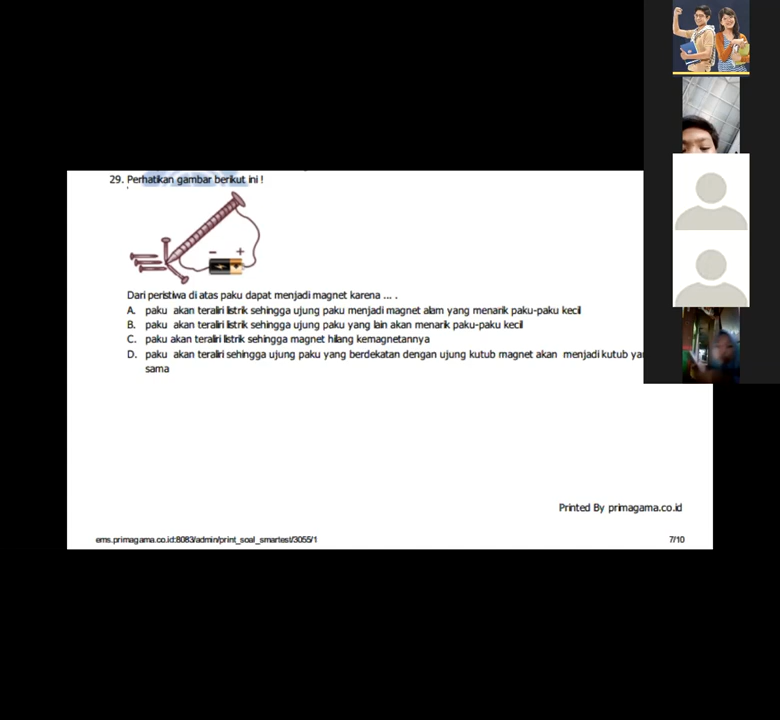 29. Perhatikan gambar berikut ini !
- +
Dari peristiwa di atas paku dapat menjadi magnet karena ... .
A. paku akan teraliri listrik sehingga ujung paku menjadi magnet alam yang menarik paku-paku kecil
B. paku akan teraliri listrik sehingga ujung paku yang lain akan menarik paku-paku kecil
C. paku akan teraliri listrik sehingga magnet hilang kemagnetannya
D. paku akan teraliri sehingga ujung paku yang berdekatan dengan ujung kutub magnet akan menjadi kutub
sama
Printed By primagama.co.id
ems.primagama.co.id:8083/admin/print_soal_smartest/3055/1
7/10